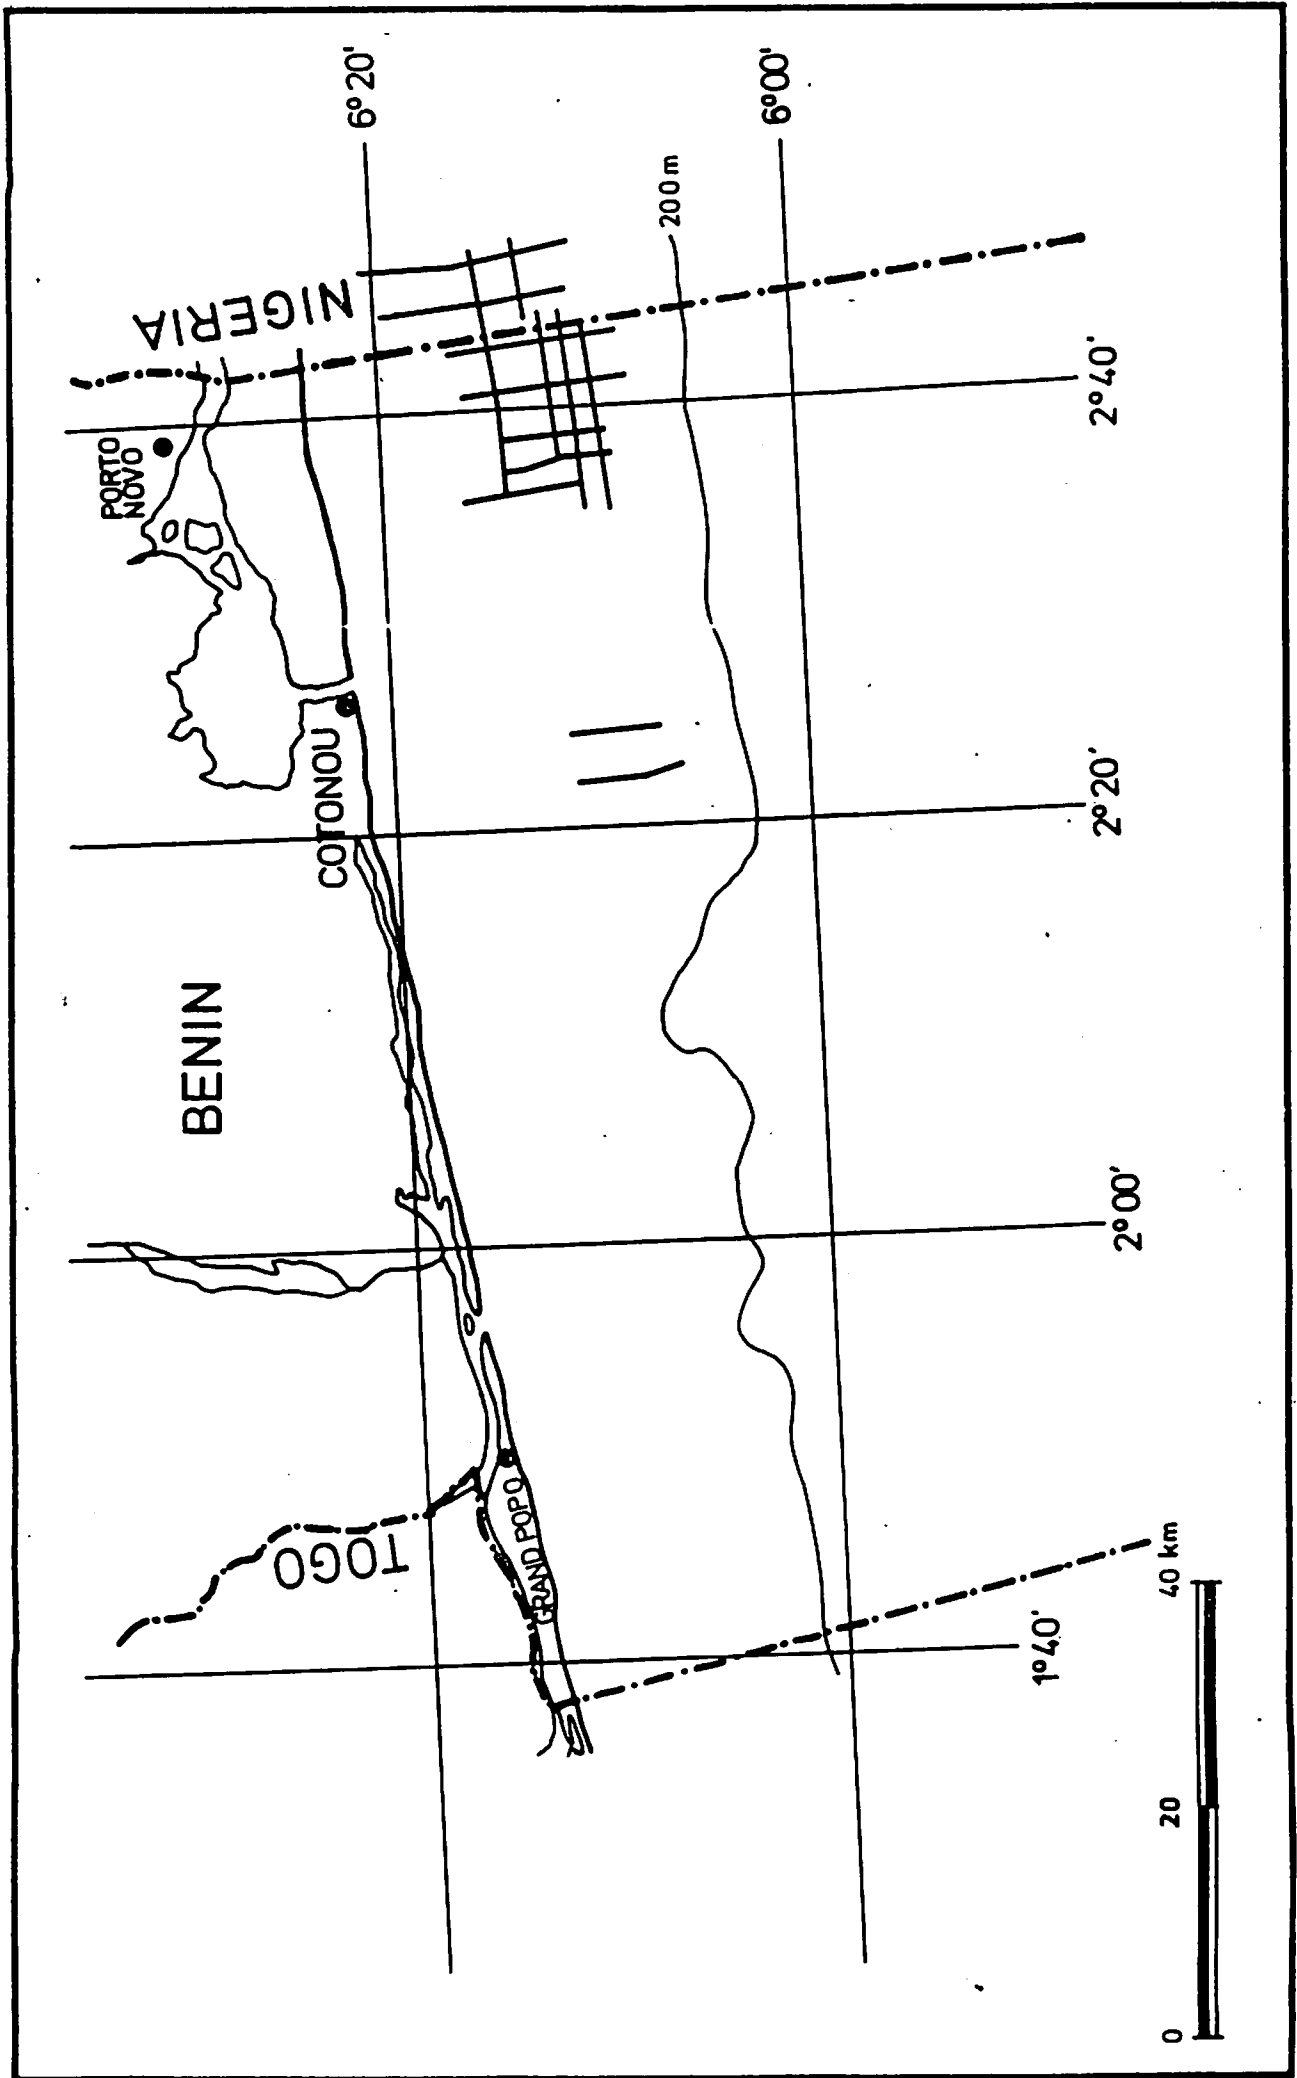 BENIN
TOGO
NIGERIA
PORTO
NOVO
COTONOU
GRAND POPO
6° 20'
6° 00'
200 m
1° 40'
2° 00'
2° 20'
2° 40'
0 20 40 km